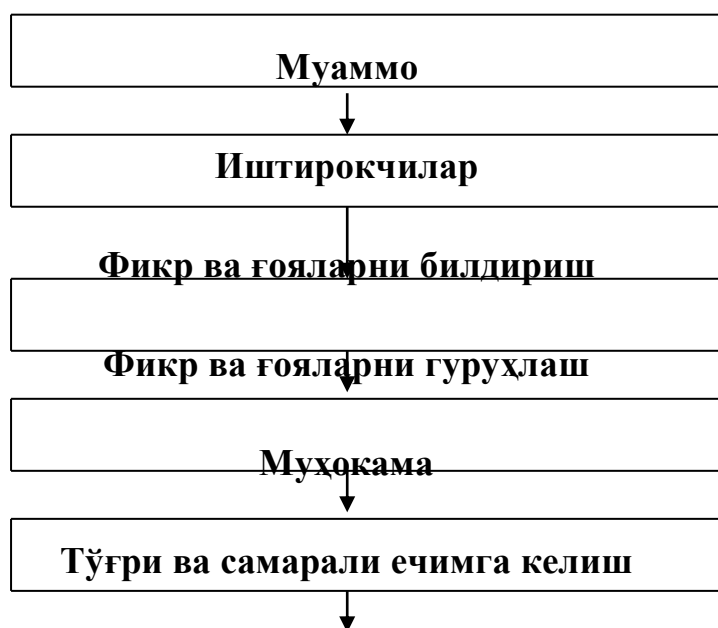 Муаммо
Иштирокчилар
Фикр ва ғояларни билдириш
Фикр ва ғояларни гуруҳлаш
Муҳокама
Тўғри ва самарали ечимга келиш